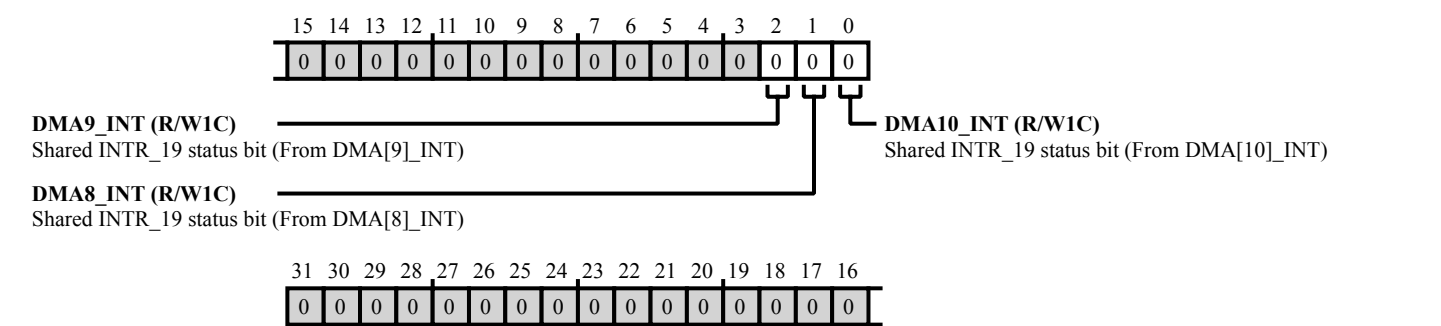 15 14 13 12 11 10 9 8 7 6 5 4 3 2 1 0
0 0 0 0 0 0 0 0 0 0 0 0 0 0 0 0
DMA9_INT (R/W1C)
Shared INTR_19 status bit (From DMA[9]_INT)
DMA10_INT (R/W1C)
Shared INTR_19 status bit (From DMA[10]_INT)
DMA8_INT (R/W1C)
Shared INTR_19 status bit (From DMA[8]_INT)
31 30 29 28 27 26 25 24 23 22 21 20 19 18 17 16
0 0 0 0 0 0 0 0 0 0 0 0 0 0 0 0